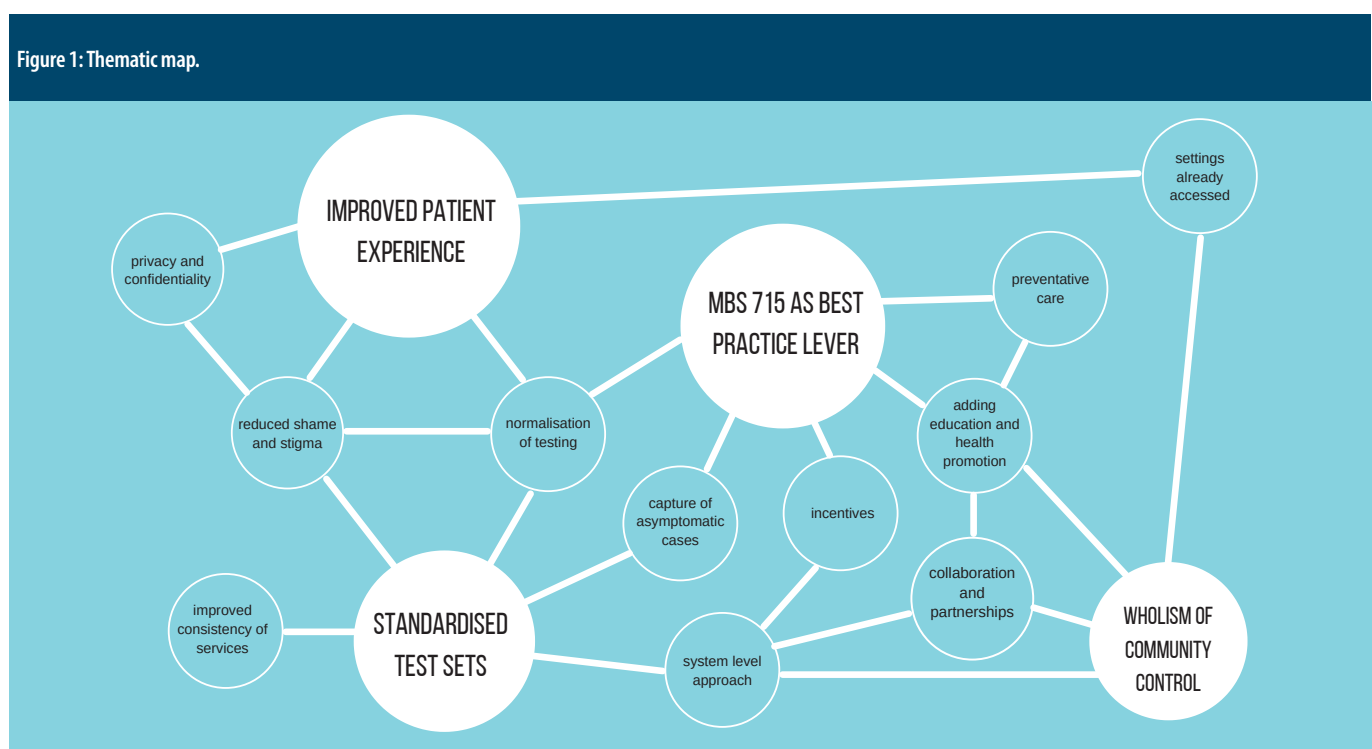 Figure 1: Thematic map.
IMPROVED PATIENT
EXPERIENCE
settings
already
accessed
privacy and
confidentiality
MBS 715 AS BEST
PRACTICE LEVER
preventative
care
reduced shame
and stigma
normalisation
of testing
adding
education and
health
promotion
capture of
asymptomatic
cases
incentives
collaboration
and
partnerships
improved
consistency of
services
STANDARDISED
TEST SETS
system level
approach
WHOLISM OF
COMMUNITY
CONTROL